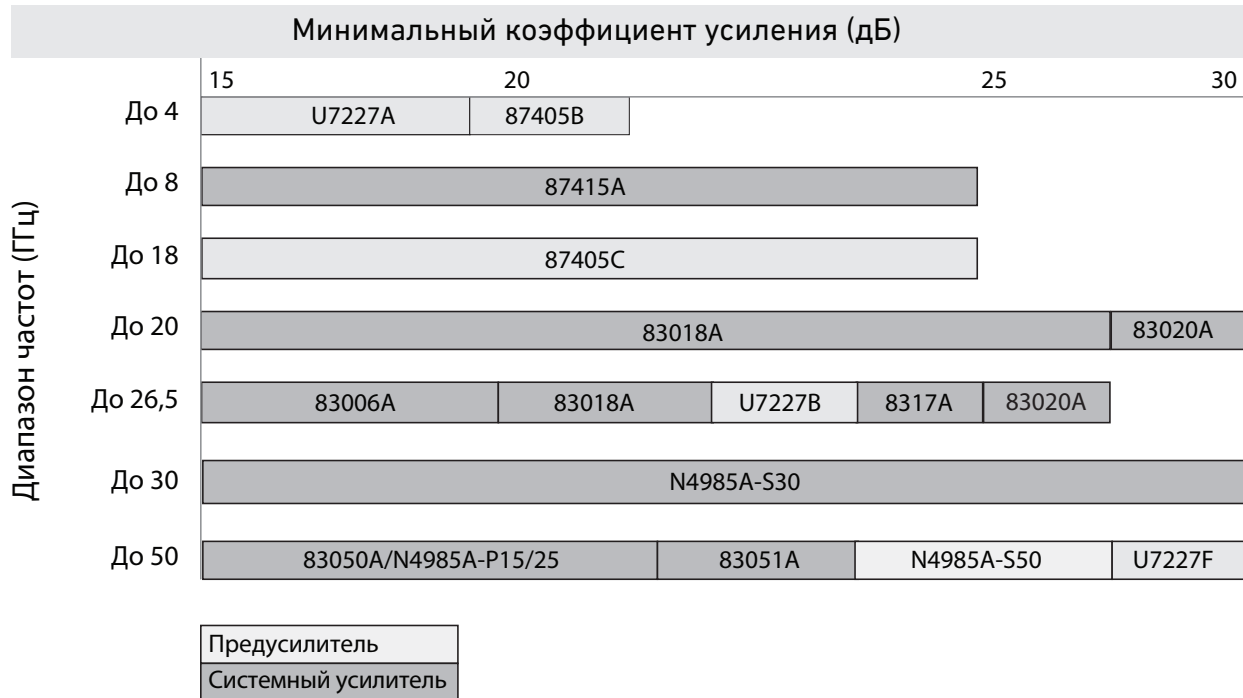 Минимальный коэффициент усиления (дБ)
15 20 25 30
Диапазон частот (ГГц)
До 4 U7227A 87405B
До 8 87415A
До 18 87405C
До 20 83018A 83020A
До 26,5 83006A 83018A U7227B 8317A 83020A
До 30 N4985A-S30
До 50 83050A/N4985A-P15/25 83051A N4985A-S50 U7227F
Предусилитель
Системный усилитель